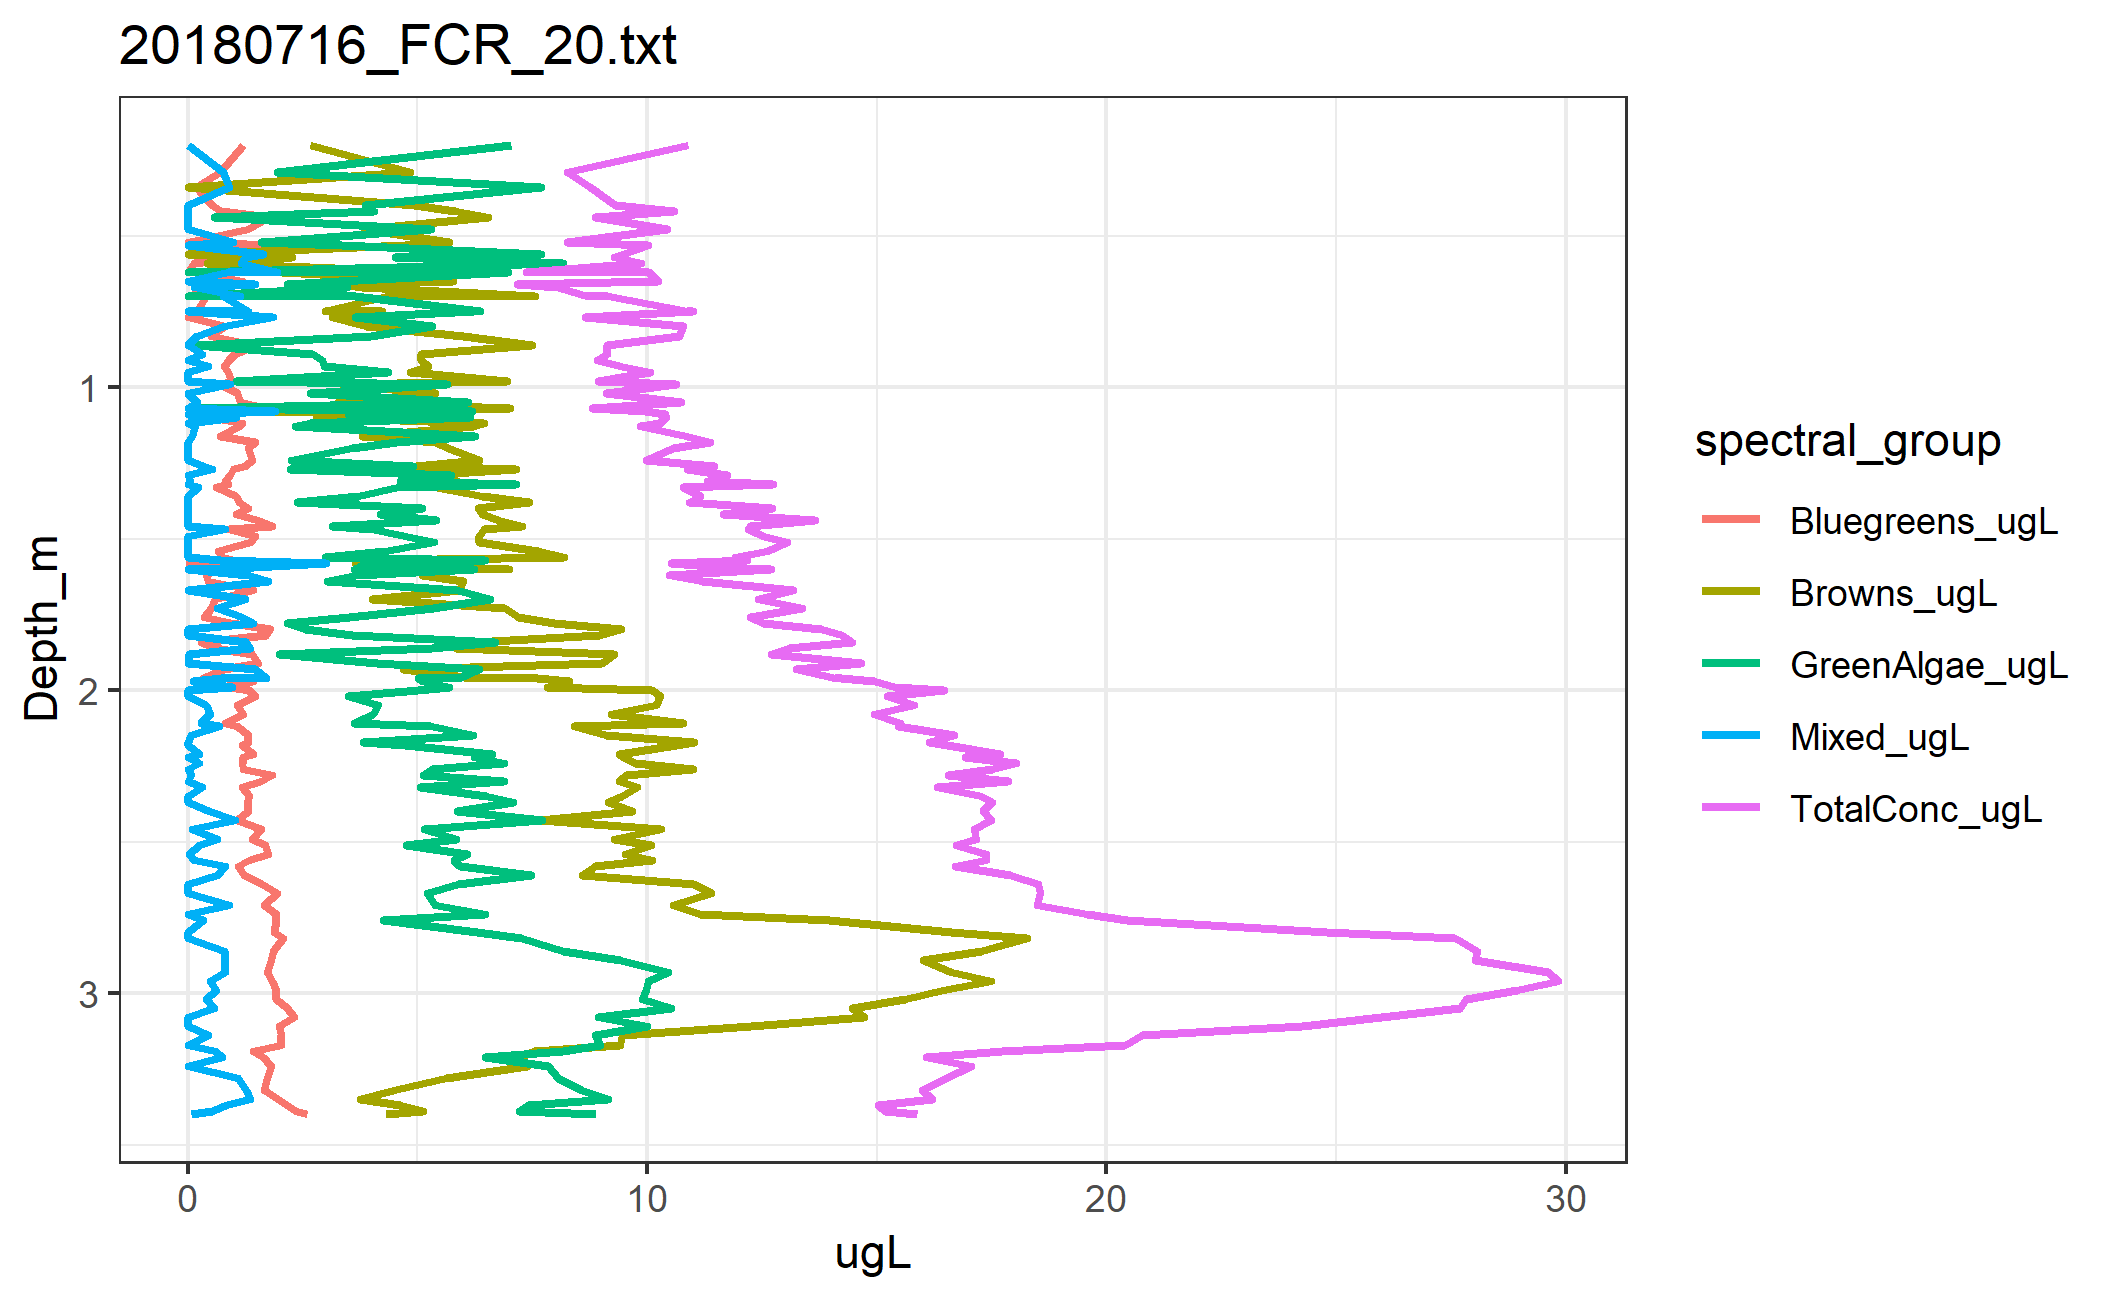 20180716_FCR_20.txt
Depth_m
1
2
3
0
10
20
30
ugL
spectral_group
Bluegreens_ugL
Browns_ugL
GreenAlgae_ugL
Mixed_ugL
TotalConc_ugL